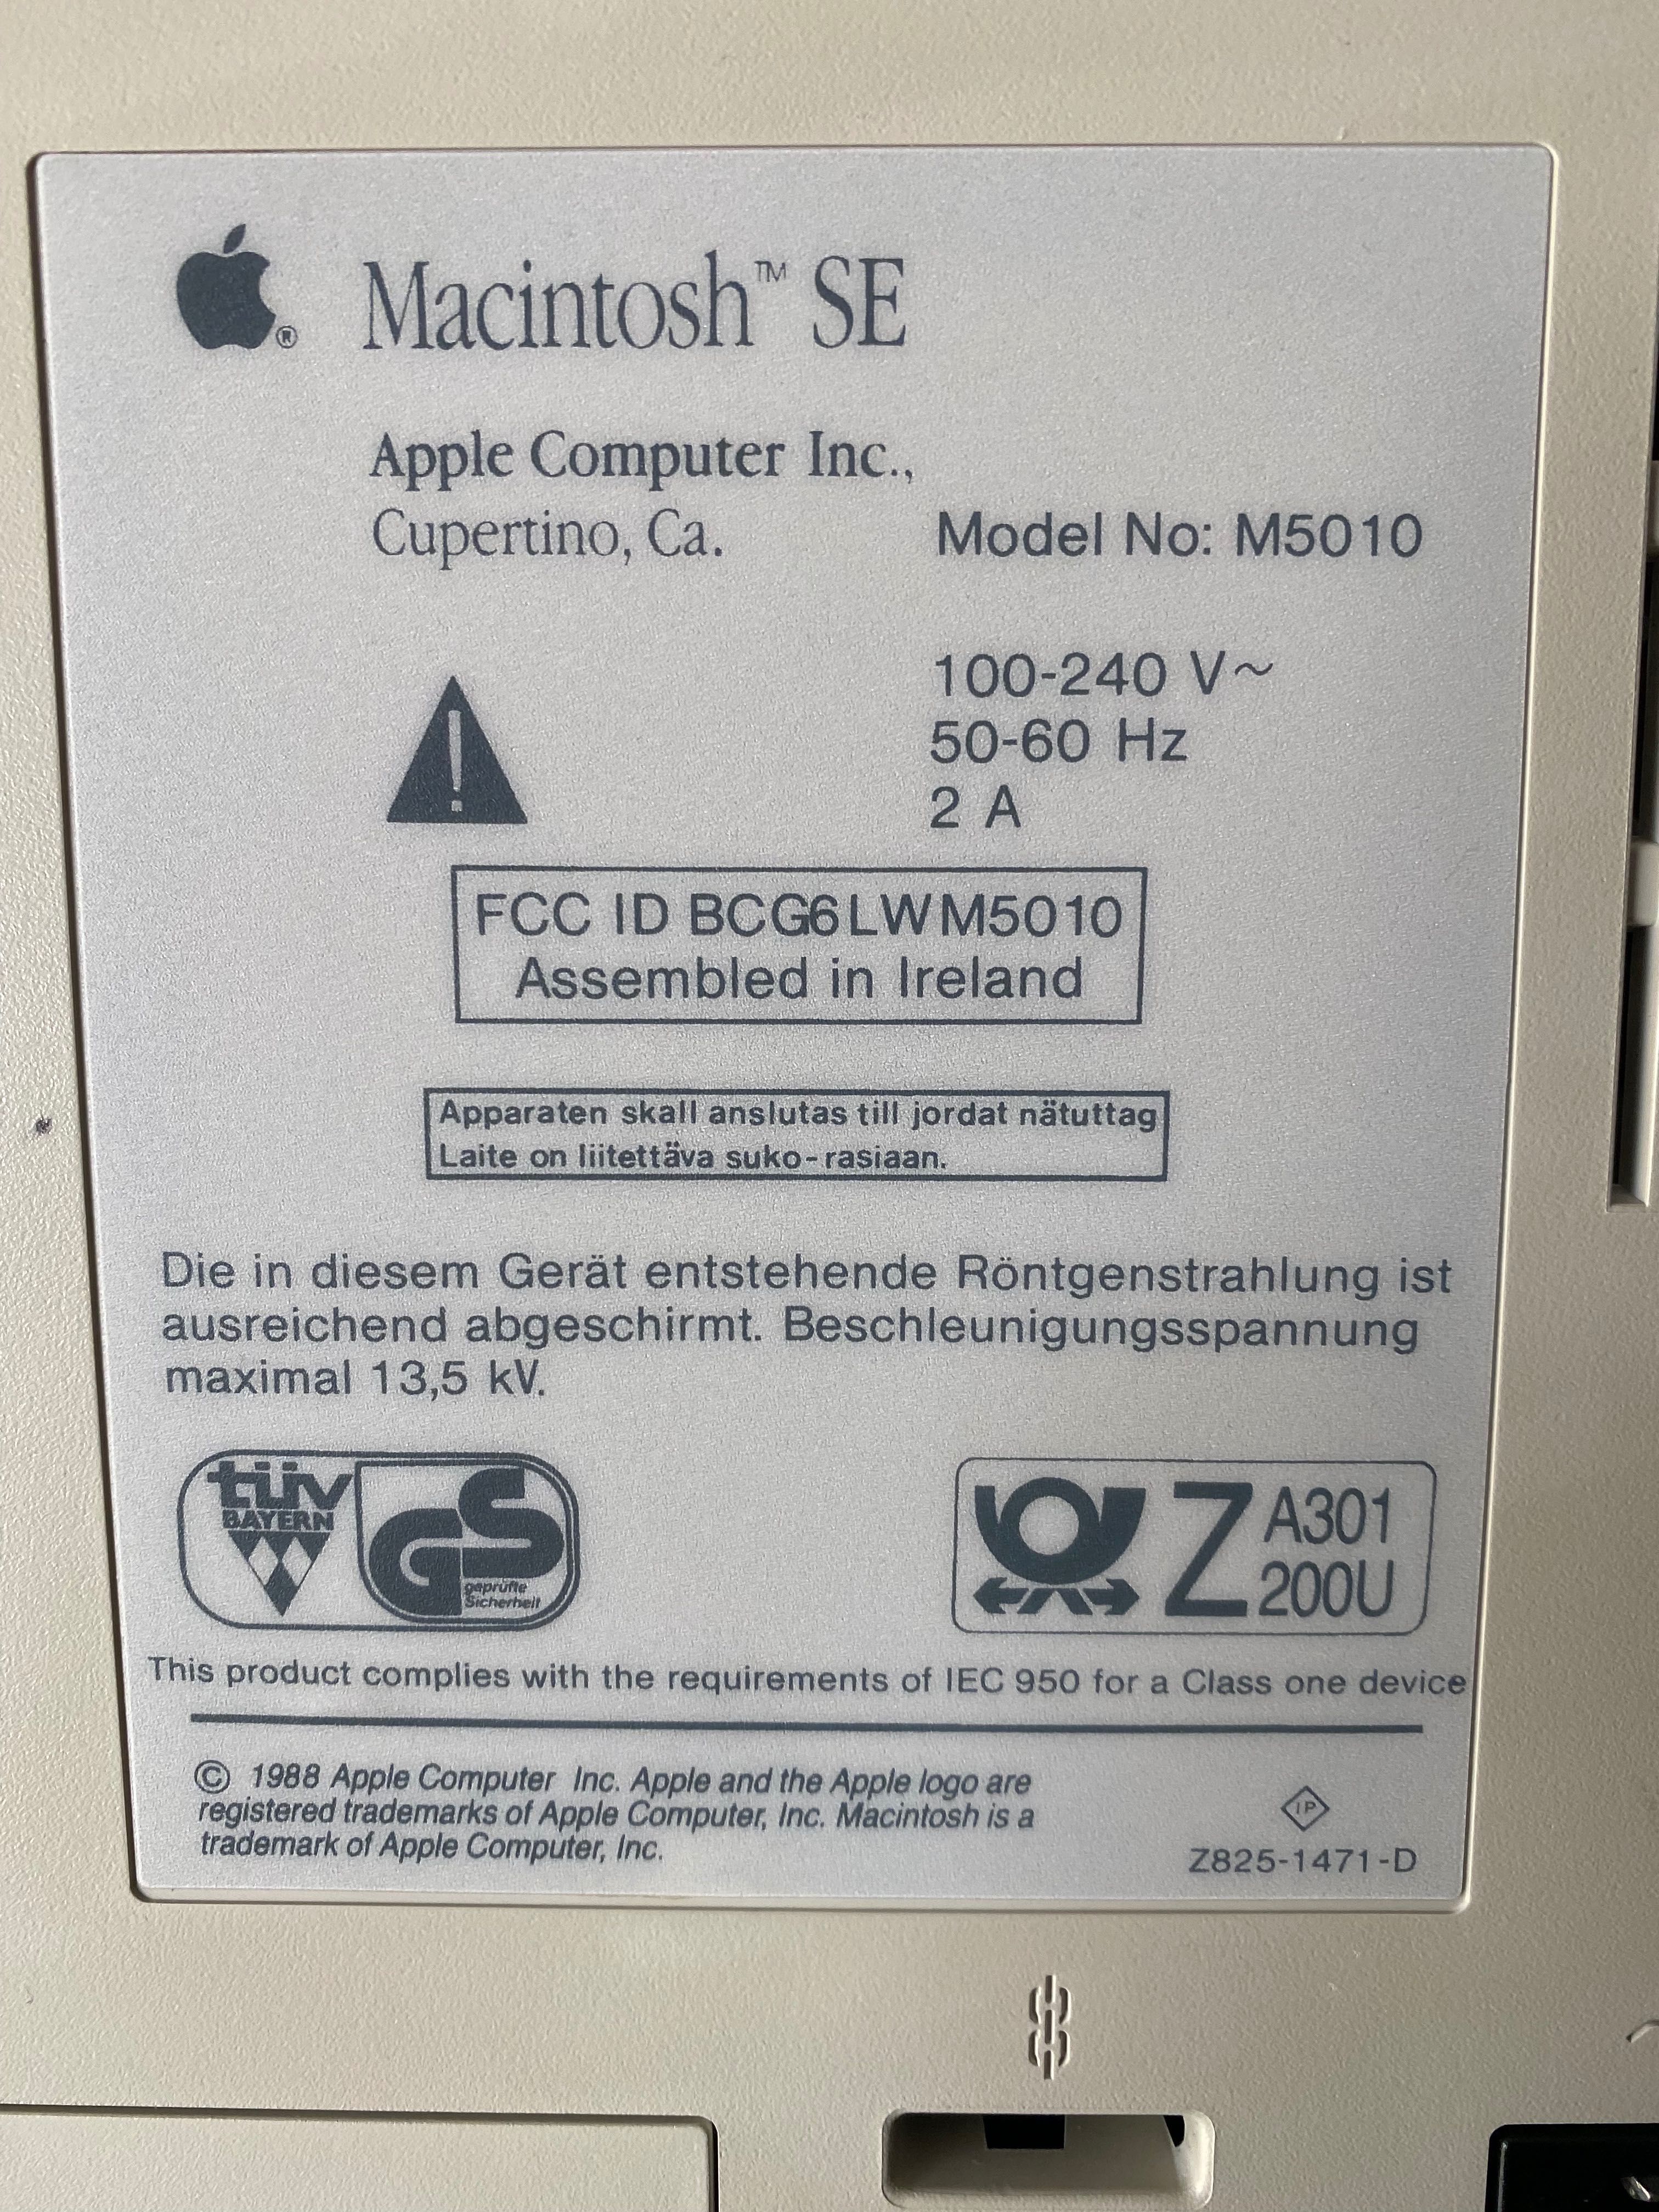 ® Macintosh™ SE
Apple Computer Inc.,
Cupertino, Ca.
Model No: M5010
100-240 V~
50-60 Hz
2 A
FCC ID BCG6LWM5010
Assembled in Ireland
Apparaten skall anslutas till jordat nätuttag
Laite on liitettäva suko-rasiaan.
Die in diesem Gerät entstehende Röntgenstrahlung ist
ausreichend abgeschirmt. Beschleunigungsspannung
maximal 13,5 kV.
tüv
BAYERN
GS
geprüfte
Sicherheit
Z A301
200U
This product complies with the requirements of IEC 950 for a Class one device
© 1988 Apple Computer Inc. Apple and the Apple logo are
registered trademarks of Apple Computer, Inc. Macintosh is a
trademark of Apple Computer, Inc.
IP
Z825-1471-D